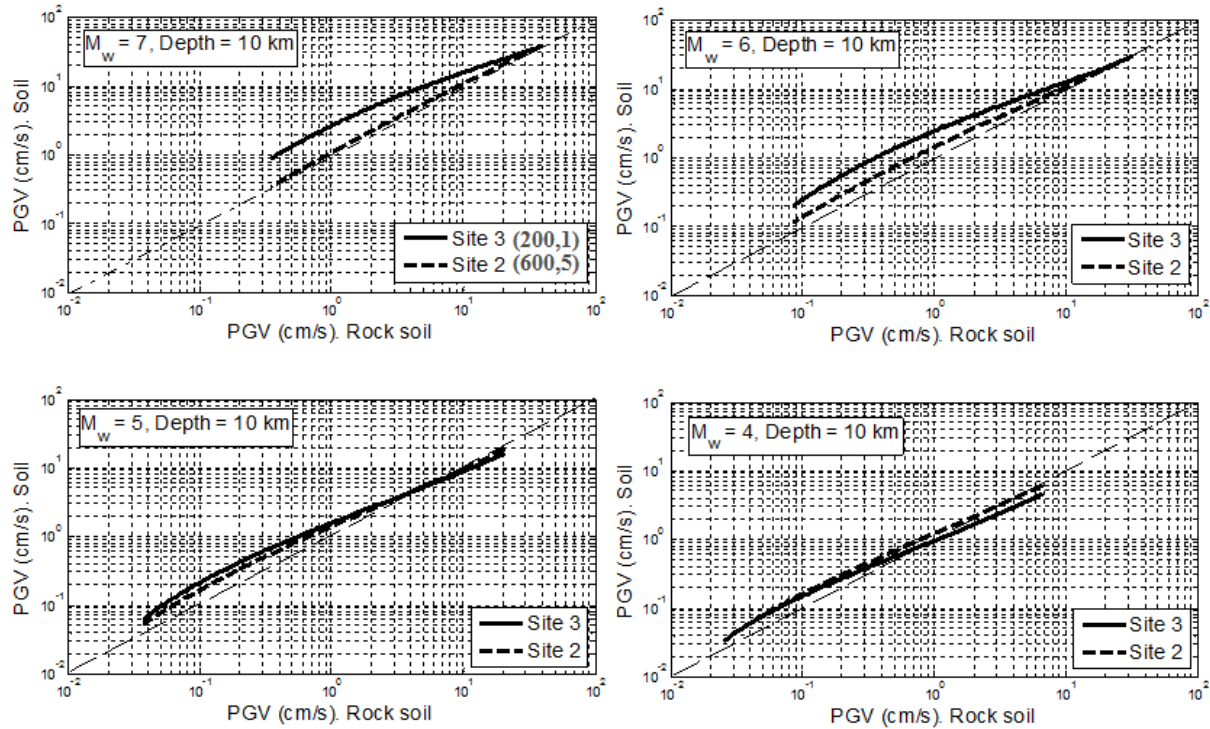 M_w = 7, Depth = 10 km
PGV (cm/s). Soil
10^2
10^1
10^0
10^-1
10^-2
Site 3 (200,1)
Site 2 (600,5)
10^-2 10^-1 10^0 10^1 10^2
PGV (cm/s). Rock soil
M_w = 6, Depth = 10 km
PGV (cm/s). Soil
10^2
10^1
10^0
10^-1
10^-2
Site 3
Site 2
10^-2 10^-1 10^0 10^1 10^2
PGV (cm/s). Rock soil
M_w = 5, Depth = 10 km
PGV (cm/s). Soil
10^2
10^1
10^0
10^-1
10^-2
Site 3
Site 2
10^-2 10^-1 10^0 10^1 10^2
PGV (cm/s). Rock soil
M_w = 4, Depth = 10 km
PGV (cm/s). Soil
10^2
10^1
10^0
10^-1
10^-2
Site 3
Site 2
10^-2 10^-1 10^0 10^1 10^2
PGV (cm/s). Rock soil